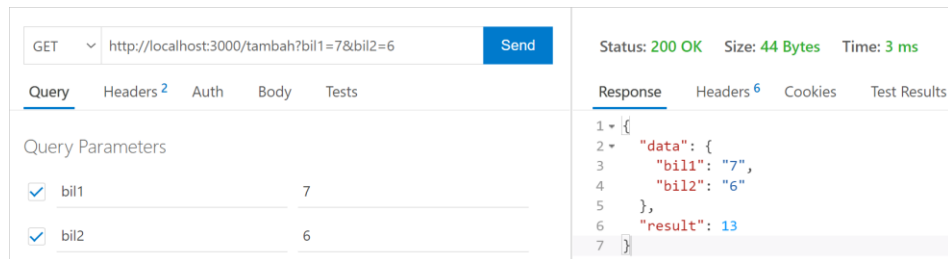 GET http://localhost:3000/tambah?bil1=7&bil2=6 Send
Query Headers 2 Auth Body Tests
Query Parameters
bil1 7
bil2 6
Status: 200 OK Size: 44 Bytes Time: 3 ms
Response Headers 6 Cookies Test Results
1 {
2 "data": {
3 "bil1": "7",
4 "bil2": "6"
5 },
6 "result": 13
7 }